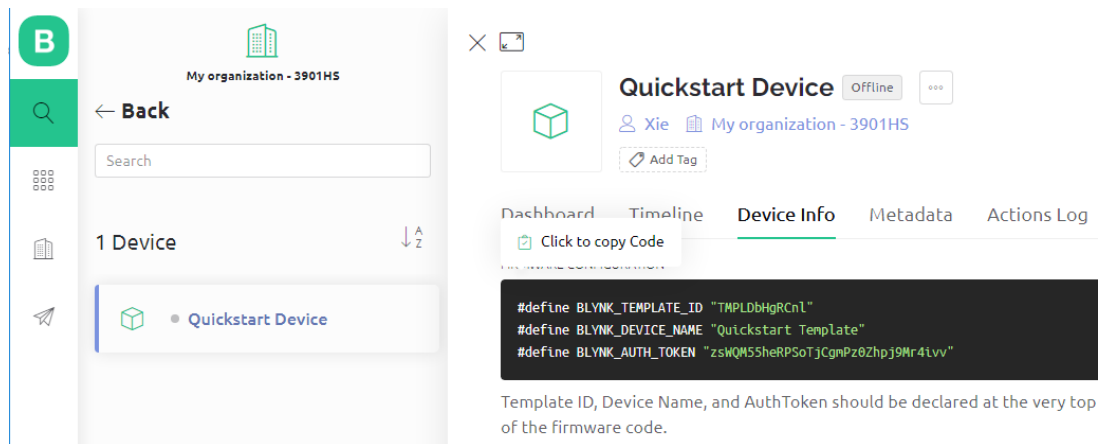 B
My organization - 3901HS
← Back
Search
1 Device
A
Z
Quickstart Device
Quickstart Device
Offline
Xie
My organization - 3901HS
Add Tag
Dashboard Timeline Device Info Metadata Actions Log
Click to copy Code
FIRMWARE CONFIGURATION
#define BLYNK_TEMPLATE_ID "TMPLDbHgRCnl"
#define BLYNK_DEVICE_NAME "Quickstart Template"
#define BLYNK_AUTH_TOKEN "zsWQM55heRPSoTjCgmPz0Zhpj9Mr4ivv"
Template ID, Device Name, and AuthToken should be declared at the very top
of the firmware code.